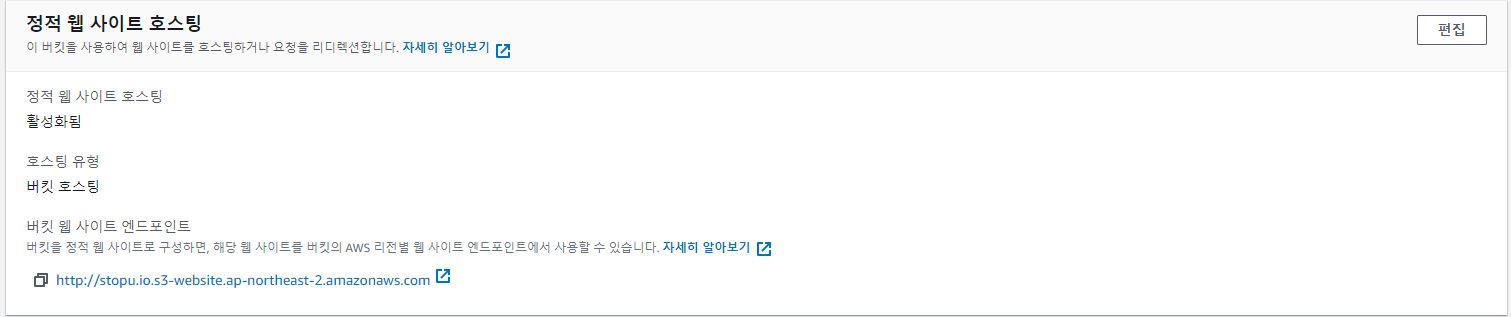 정적 웹 사이트 호스팅
편집
이 버킷을 사용하여 웹 사이트를 호스팅하거나 요청을 리디렉션합니다. 자세히 알아보기
정적 웹 사이트 호스팅
활성화됨
호스팅 유형
버킷 호스팅
버킷 웹 사이트 엔드포인트
버킷을 정적 웹 사이트로 구성하면, 해당 웹 사이트를 버킷의 AWS 리전별 웹 사이트 엔드포인트에서 사용할 수 있습니다. 자세히 알아보기
http://stopu.io.s3-website.ap-northeast-2.amazonaws.com